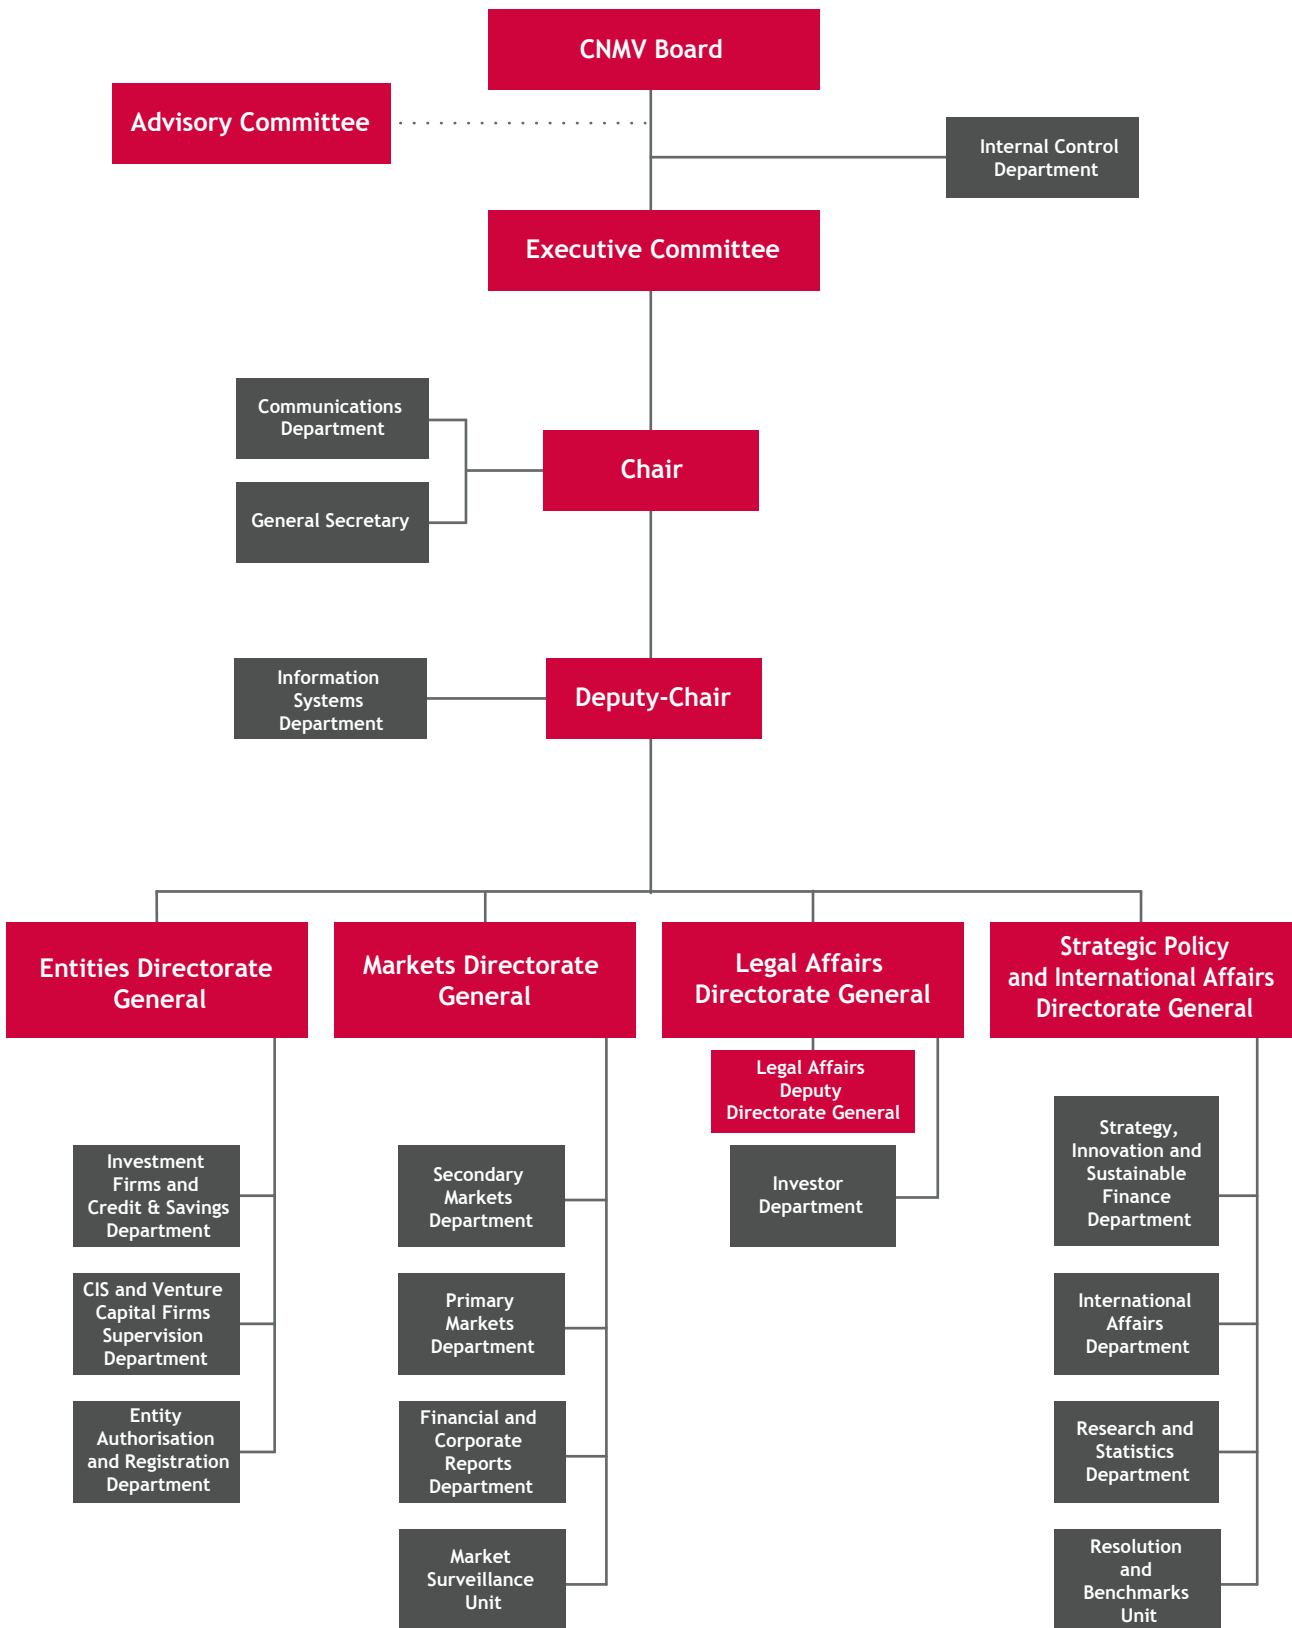 CNMV Board
Advisory Committee
Internal Control
Department
Executive Committee
Communications
Department
Chair
General Secretary
Information
Systems
Department
Deputy-Chair
Entities Directorate
General
Markets Directorate
General
Legal Affairs
Directorate General
Strategic Policy
and International Affairs
Directorate General
Legal Affairs
Deputy
Directorate General
Investment
Firms and
Credit & Savings
Department
Secondary
Markets
Department
Investor
Department
Strategy,
Innovation and
Sustainable
Finance
Department
CIS and Venture
Capital Firms
Supervision
Department
Primary
Markets
Department
International
Affairs
Department
Entity
Authorisation
and Registration
Department
Financial and
Corporate
Reports
Department
Research and
Statistics
Department
Market
Surveillance
Unit
Resolution
and
Benchmarks
Unit